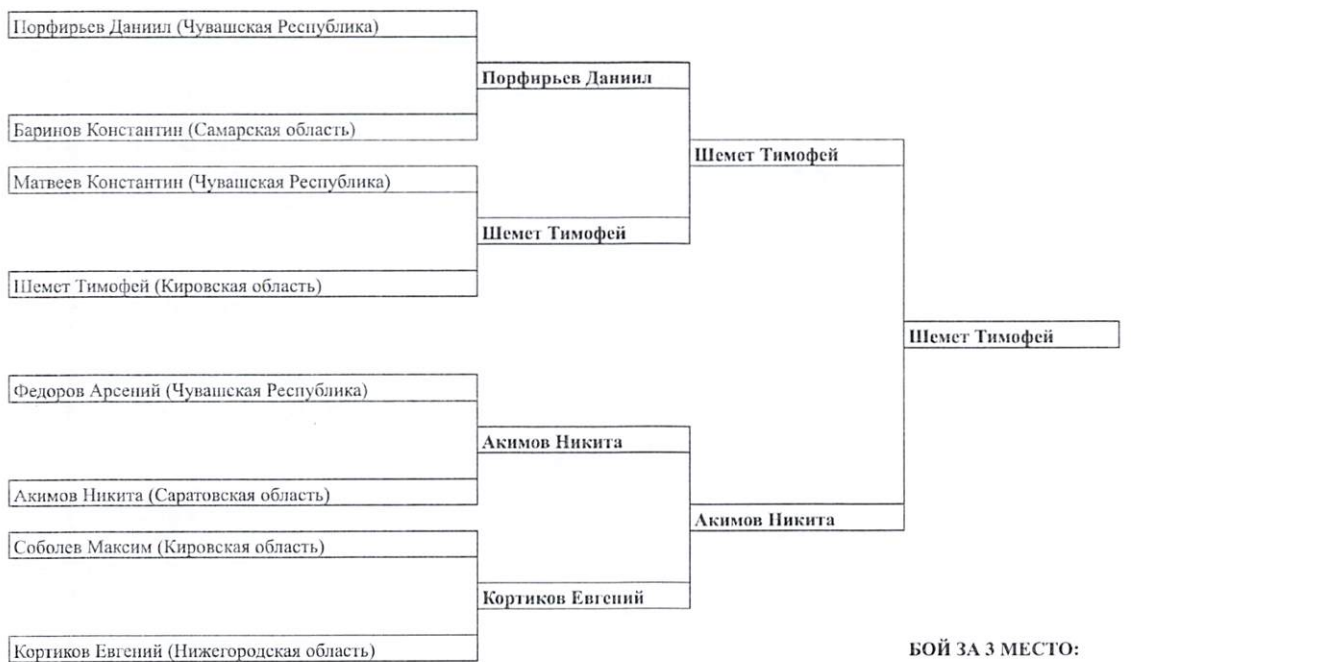 Порфирьев Даниил (Чувашская Республика)
Порфирьев Даниил
Баринов Константин (Самарская область)
Шемет Тимофей
Матвеев Константин (Чувашская Республика)
Шемет Тимофей
Шемет Тимофей (Кировская область)
Шемет Тимофей
Федоров Арсений (Чувашская Республика)
Акимов Никита
Акимов Никита (Саратовская область)
Акимов Никита
Соболев Максим (Кировская область)
Кортиков Евгений
Кортиков Евгений (Нижегородская область)
БОЙ ЗА 3 МЕСТО: